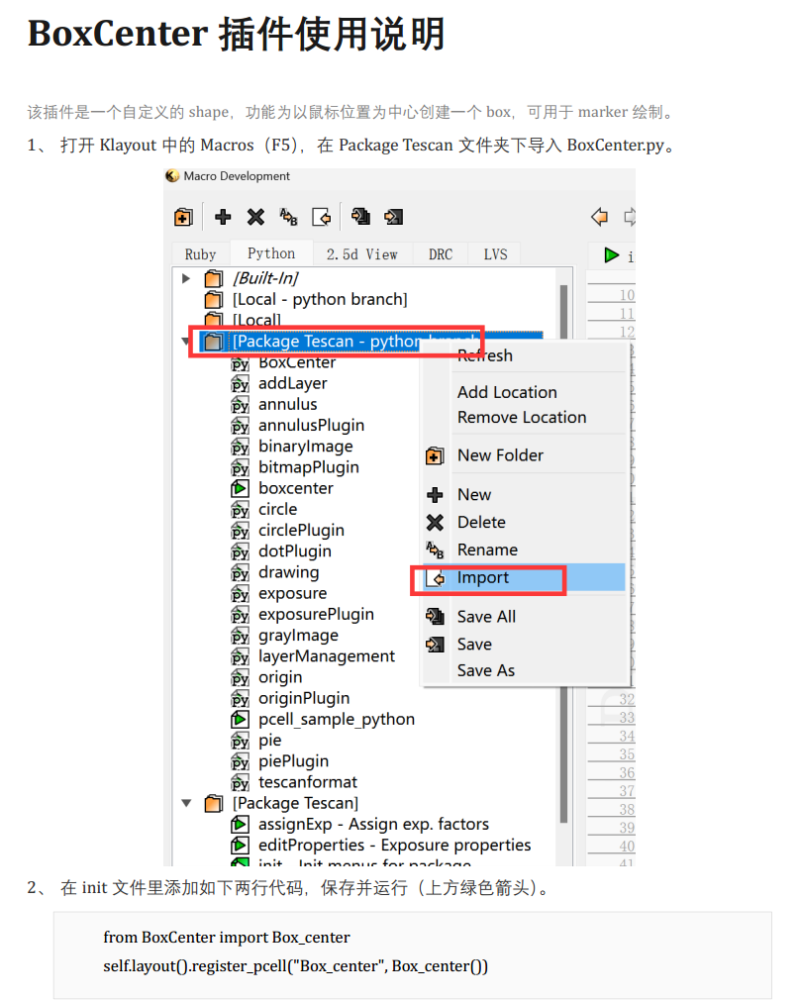 BoxCenter 插件使用说明
该插件是一个自定义的 shape，功能为以鼠标位置为中心创建一个 box，可用于 marker 绘制。
1、 打开 Klayout 中的 Macros（F5），在 Package Tescan 文件夹下导入 BoxCenter.py。
Macro Development
Ruby Python 2.5d View DRC LVS
[Built-In]
[Local - python branch]
[Local]
[Package Tescan - python branch
BoxCenter
addLayer
annulus
annulusPlugin
binaryImage
bitmapPlugin
boxcenter
circle
circlePlugin
dotPlugin
drawing
exposure
exposurePlugin
grayImage
layerManagement
origin
originPlugin
pcell_sample_python
pie
piePlugin
tescanformat
[Package Tescan]
assignExp - Assign exp. factors
editProperties - Exposure properties
init - Init menus for package
Refresh
Add Location
Remove Location
New Folder
New
Delete
Rename
Import
Save All
Save
Save As
i
10
11
12
32
33
34
35
36
37
38
39
40
41
2、 在 init 文件里添加如下两行代码，保存并运行（上方绿色箭头）。
from BoxCenter import Box_center
self.layout().register_pcell("Box_center", Box_center())